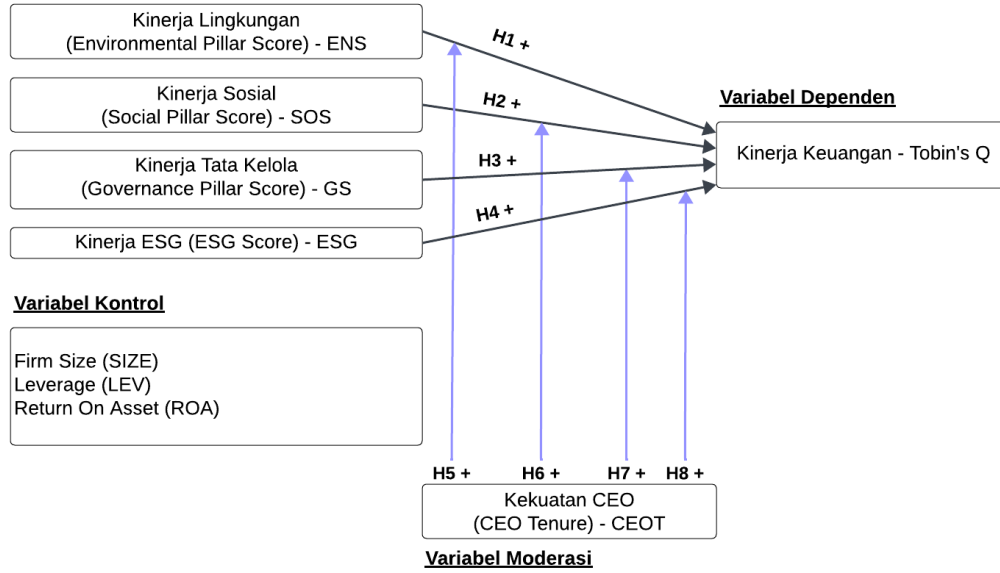 Kinerja Lingkungan
(Environmental Pillar Score) - ENS
H1 +
Kinerja Sosial
(Social Pillar Score) - SOS
H2 +
Variabel Dependen
Kinerja Keuangan - Tobin's Q
Kinerja Tata Kelola
(Governance Pillar Score) - GS
H3 +
Kinerja ESG (ESG Score) - ESG
H4 +
Variabel Kontrol
Firm Size (SIZE)
Leverage (LEV)
Return On Asset (ROA)
H5 +
H6 +
H7 +
H8 +
Kekuatan CEO
(CEO Tenure) - CEOT
Variabel Moderasi